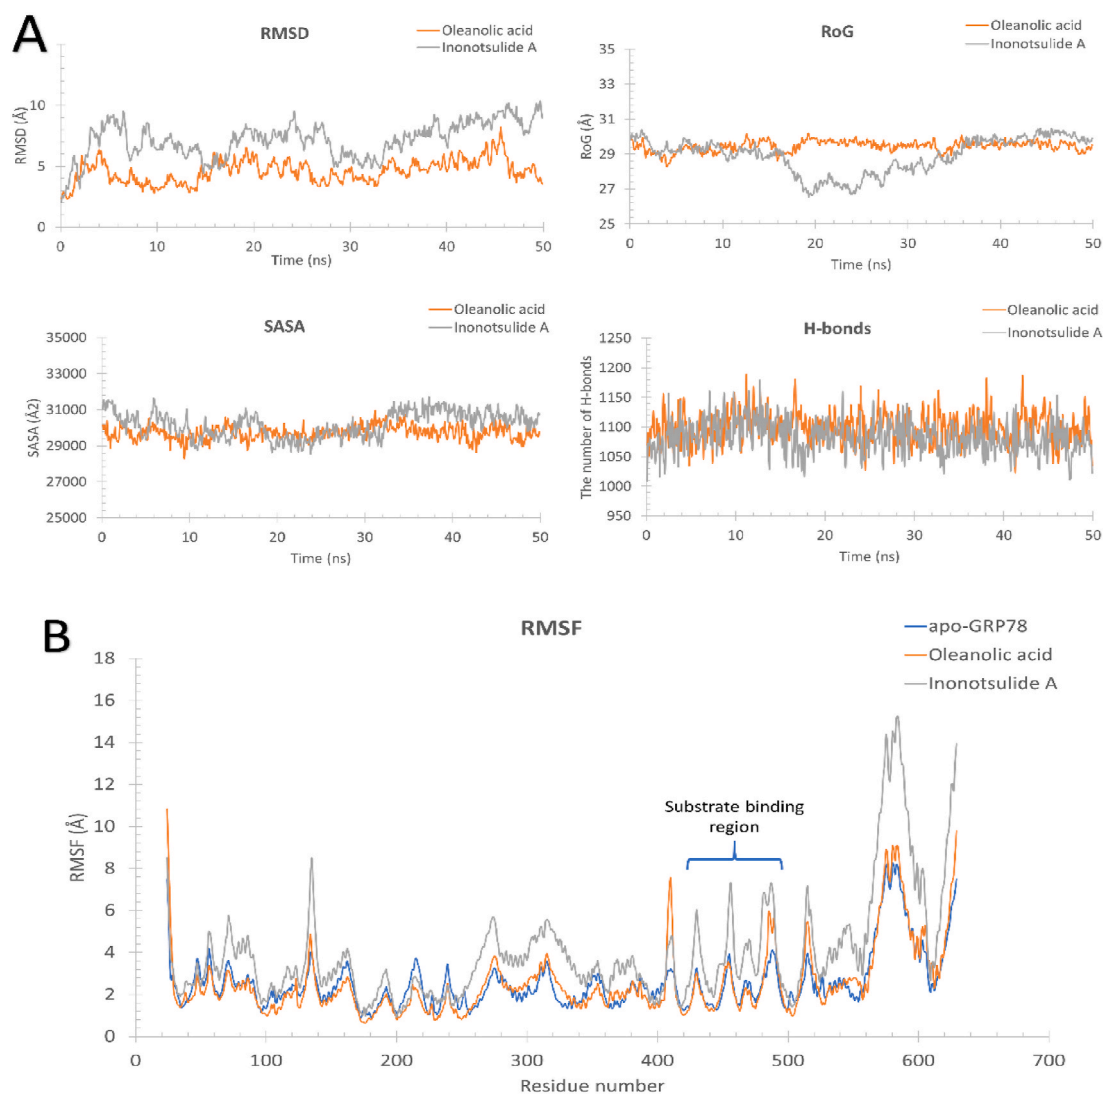 A
RMSD
Oleanolic acid
Inonotsulide A
RMSD (Å)
10
5
0
0 10 20 30 40 50
Time (ns)
RoG
Oleanolic acid
Inonotsulide A
RoG (Å)
35
33
31
29
27
25
0 10 20 30 40 50
Time (ns)
SASA
Oleanolic acid
Inonotsulide A
SASA (Å2)
35000
33000
31000
29000
27000
25000
0 10 20 30 40 50
Time (ns)
H-bonds
Oleanolic acid
Inonotsulide A
The number of H-bonds
1250
1200
1150
1100
1050
1000
950
0 10 20 30 40 50
Time (ns)
B
RMSF
apo-GRP78
Oleanolic acid
Inonotsulide A
RMSF (Å)
18
16
14
12
10
8
6
4
2
0
Substrate binding
region
0 100 200 300 400 500 600 700
Residue number